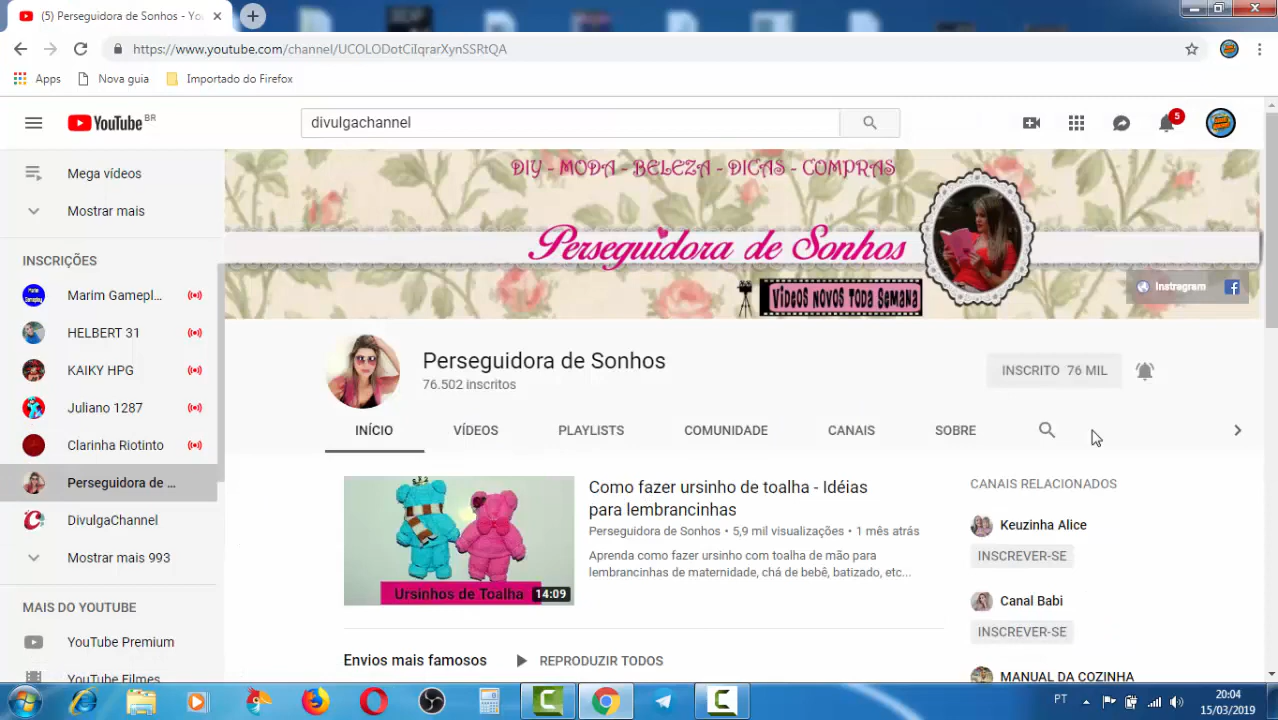 (5) Perseguidora de Sonhos - Yo
https://www.youtube.com/channel/UCOLODotCiIqrarXynSSRtQA
Apps
Nova guia
Importado do Firefox
YouTube BR
divulgachannel
5
Mega vídeos
Mostrar mais
INSCRIÇÕES
Marim Gamepl...
HELBERT 31
KAIKY HPG
Juliano 1287
Clarinha Riotinto
Perseguidora de ...
DivulgaChannel
Mostrar mais 993
MAIS DO YOUTUBE
YouTube Premium
YouTube Filmes
DIY - MODA - BELEZA - DICAS - COMPRAS
Perseguidora de Sonhos
VÍDEOS NOVOS TODA SEMANA
Instragram
Perseguidora de Sonhos
76.502 inscritos
INSCRITO 76 MIL
INÍCIO
VÍDEOS
PLAYLISTS
COMUNIDADE
CANAIS
SOBRE
Ursinhos de Toalha
14:09
Como fazer ursinho de toalha - Idéias
para lembrancinhas
Perseguidora de Sonhos • 5,9 mil visualizações • 1 mês atrás
Aprenda como fazer ursinho com toalha de mão para
lembrancinhas de maternidade, chá de bebê, batizado, etc...
Envios mais famosos
REPRODUZIR TODOS
CANAIS RELACIONADOS
Keuzinha Alice
INSCREVER-SE
Canal Babi
INSCREVER-SE
MANUAL DA COZINHA
PT
20:04
15/03/2019